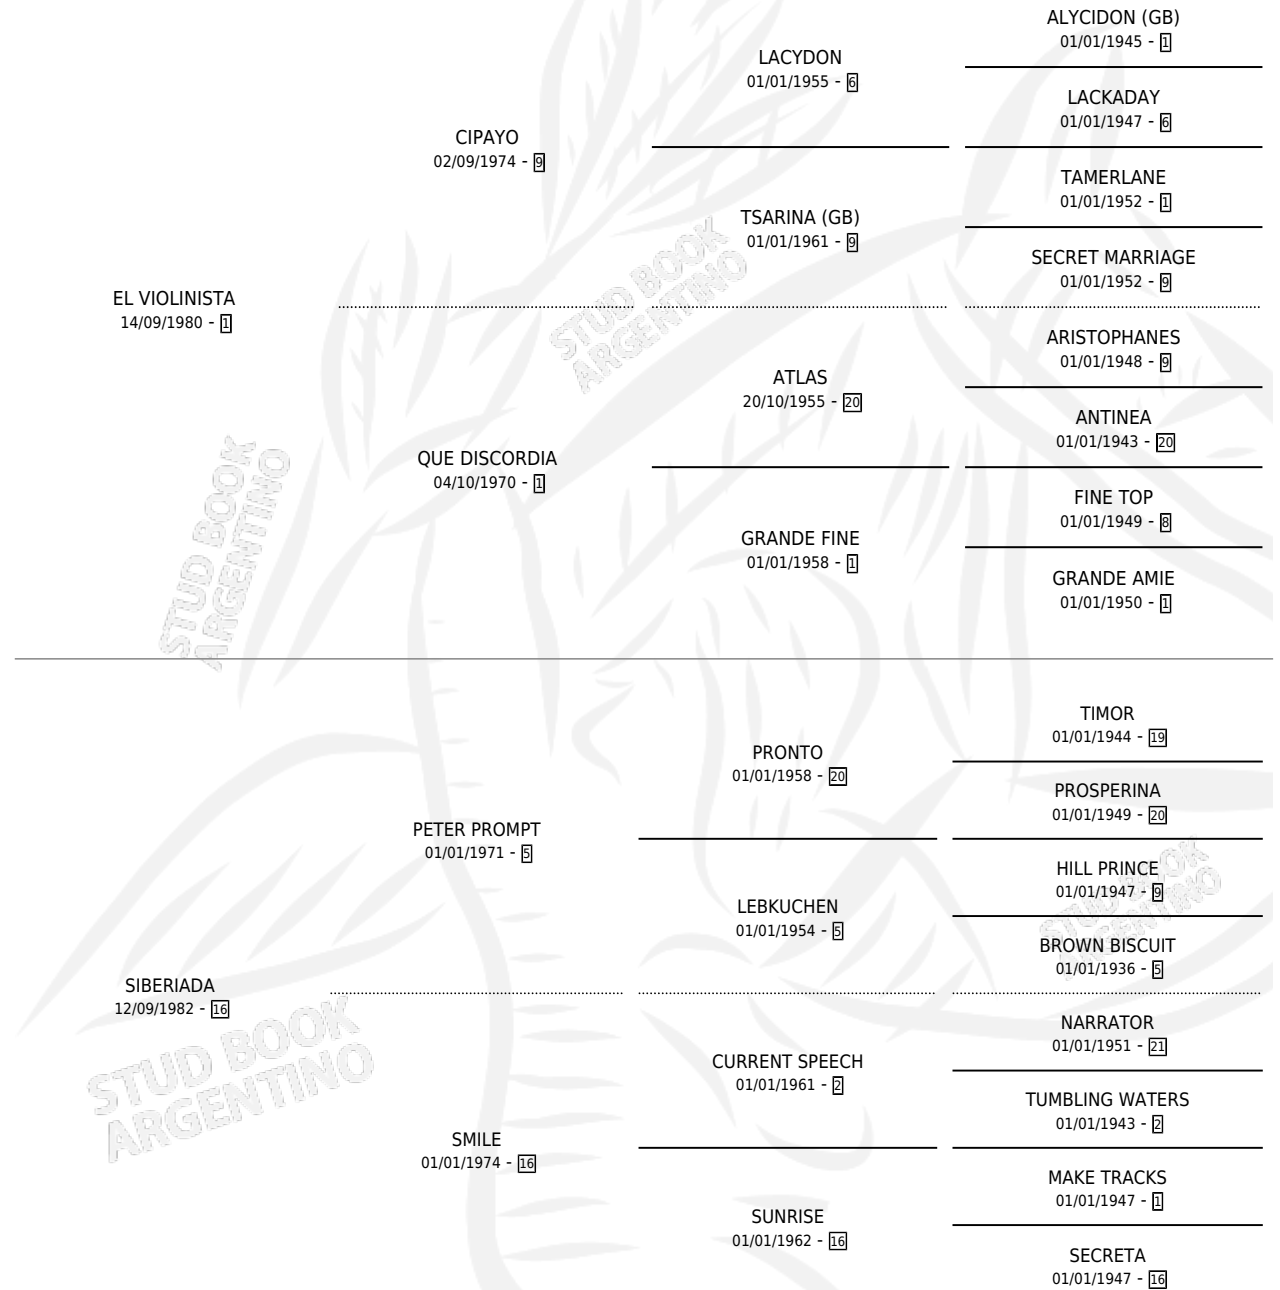 ALYCIDON (GB)
01/01/1945 - 1
LACYDON
01/01/1955 - 6
LACKADAY
01/01/1947 - 6
CIPAYO
02/09/1974 - 9
TAMERLANE
01/01/1952 - 1
TSARINA (GB)
01/01/1961 - 9
SECRET MARRIAGE
01/01/1952 - 9
EL VIOLINISTA
14/09/1980 - 1
STUD BOOK
ARGENTINO
ARISTOPHANES
01/01/1948 - 9
ATLAS
20/10/1955 - 20
ANTINEA
01/01/1943 - 20
QUE DISCORDIA
04/10/1970 - 1
FINE TOP
01/01/1949 - 8
GRANDE FINE
01/01/1958 - 1
GRANDE AMIE
01/01/1950 - 1
STUD BOOK
ARGENTINO
TIMOR
01/01/1944 - 19
PRONTO
01/01/1958 - 20
PROSPERINA
01/01/1949 - 20
PETER PROMPT
01/01/1971 - 5
HILL PRINCE
01/01/1947 - 9
LEBKUCHEN
01/01/1954 - 5
BROWN BISCUIT
01/01/1936 - 5
STUD BOOK
ARGENTINO
SIBERIADA
12/09/1982 - 16
NARRATOR
01/01/1951 - 21
CURRENT SPEECH
01/01/1961 - 2
TUMBLING WATERS
01/01/1943 - 2
STUD BOOK
ARGENTINO
SMILE
01/01/1974 - 16
MAKE TRACKS
01/01/1947 - 1
SUNRISE
01/01/1962 - 16
SECRETA
01/01/1947 - 16